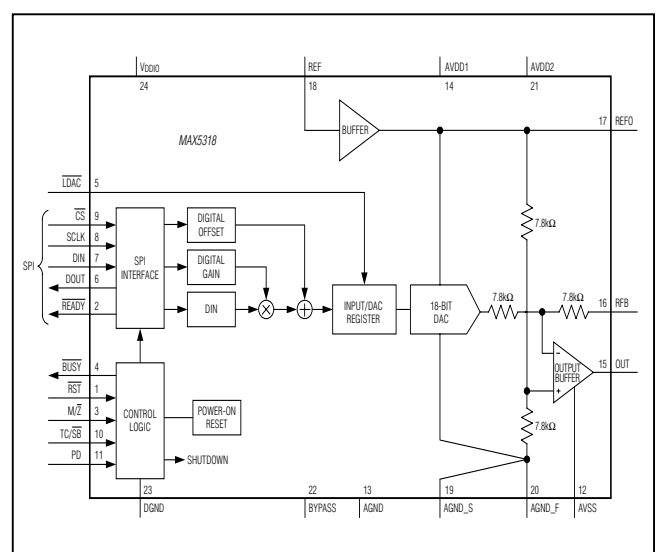 VDDIO REF AVDD1 AVDD2
24 18 14 21
MAX5318
BUFFER
17 REFO
LDAC 5
CS 9
SCLK 8
SPI
DIN 7
DOUT 6
READY 2
SPI
INTERFACE
DIGITAL
OFFSET
DIGITAL
GAIN
DIN
×
+
INPUT/DAC
REGISTER
18-BIT
DAC
7.8kΩ
7.8kΩ
7.8kΩ
16 RFB
OUTPUT
BUFFER
-
+
15 OUT
7.8kΩ
BUSY 4
RST 1
M/Z 3
TC/SB 10
PD 11
CONTROL
LOGIC
POWER-ON
RESET
SHUTDOWN
23 22 13 19 20 12
DGND BYPASS AGND AGND_S AGND_F AVSS